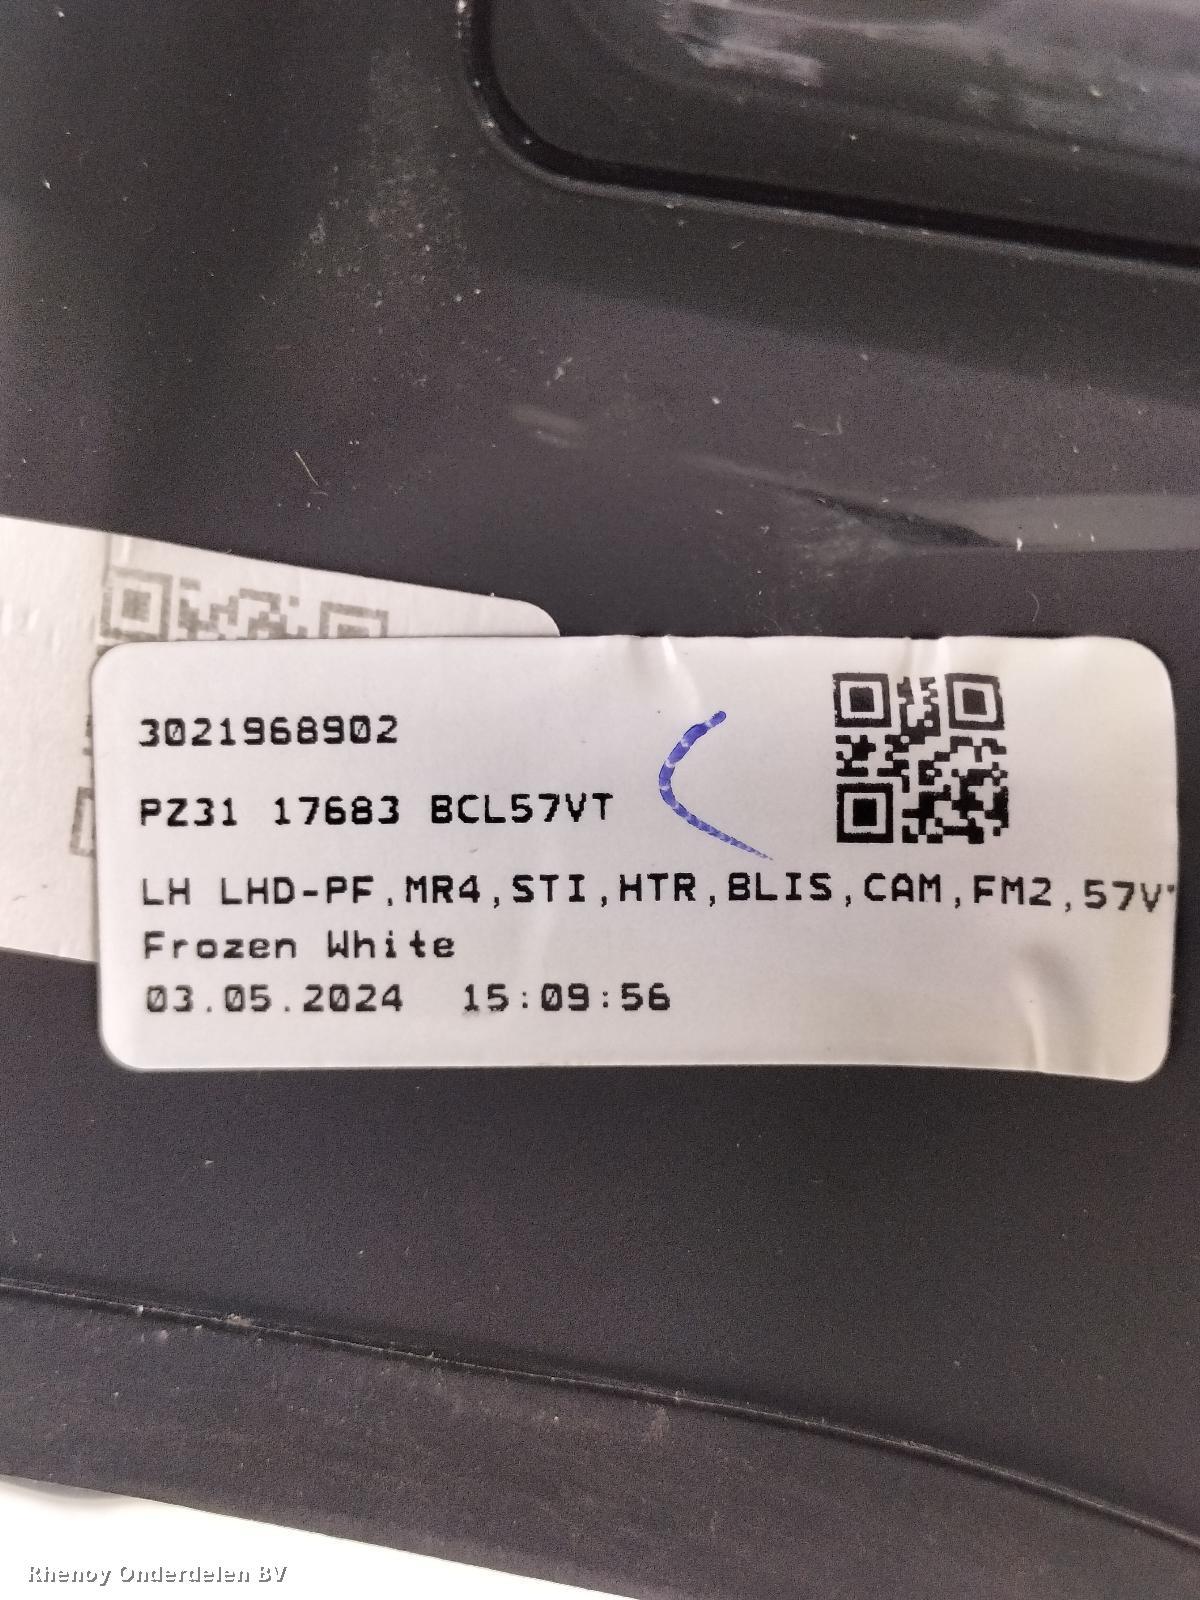 3021968902
PZ31 17683 BCL57VT
LH LHD-PF,MR4,STI,HTR,BLIS,CAM,FM2,57V
Frozen White
03.05.2024 15:09:56
Rhenoy Onderdelen BV